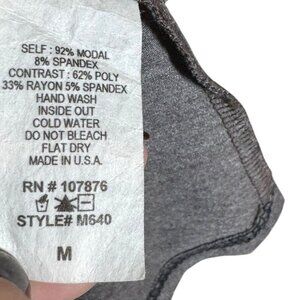 SELF : 92% MODAL
8% SPANDEX
CONTRAST : 62% POLY
33% RAYON 5% SPANDEX
HAND WASH
INSIDE OUT
COLD WATER
DO NOT BLEACH
FLAT DRY
MADE IN U.S.A.
RN # 107876
STYLE# M640
M